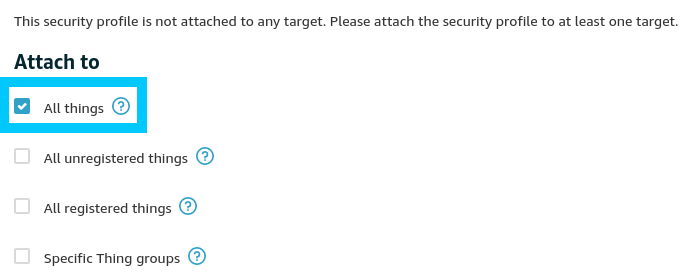 This security profile is not attached to any target. Please attach the security profile to at least one target.
Attach to
All things ?
All unregistered things ?
All registered things ?
Specific Thing groups ?